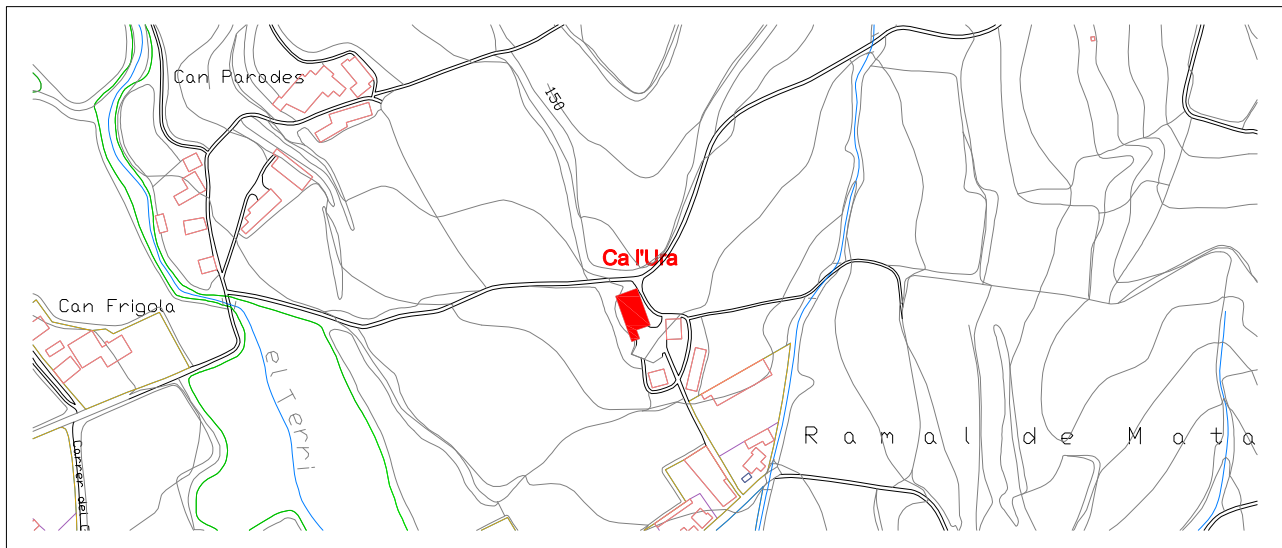 Can Parades
150
Ca l'Ura
Can Frigola
el Terri
Ramal de Mata
Carrer del